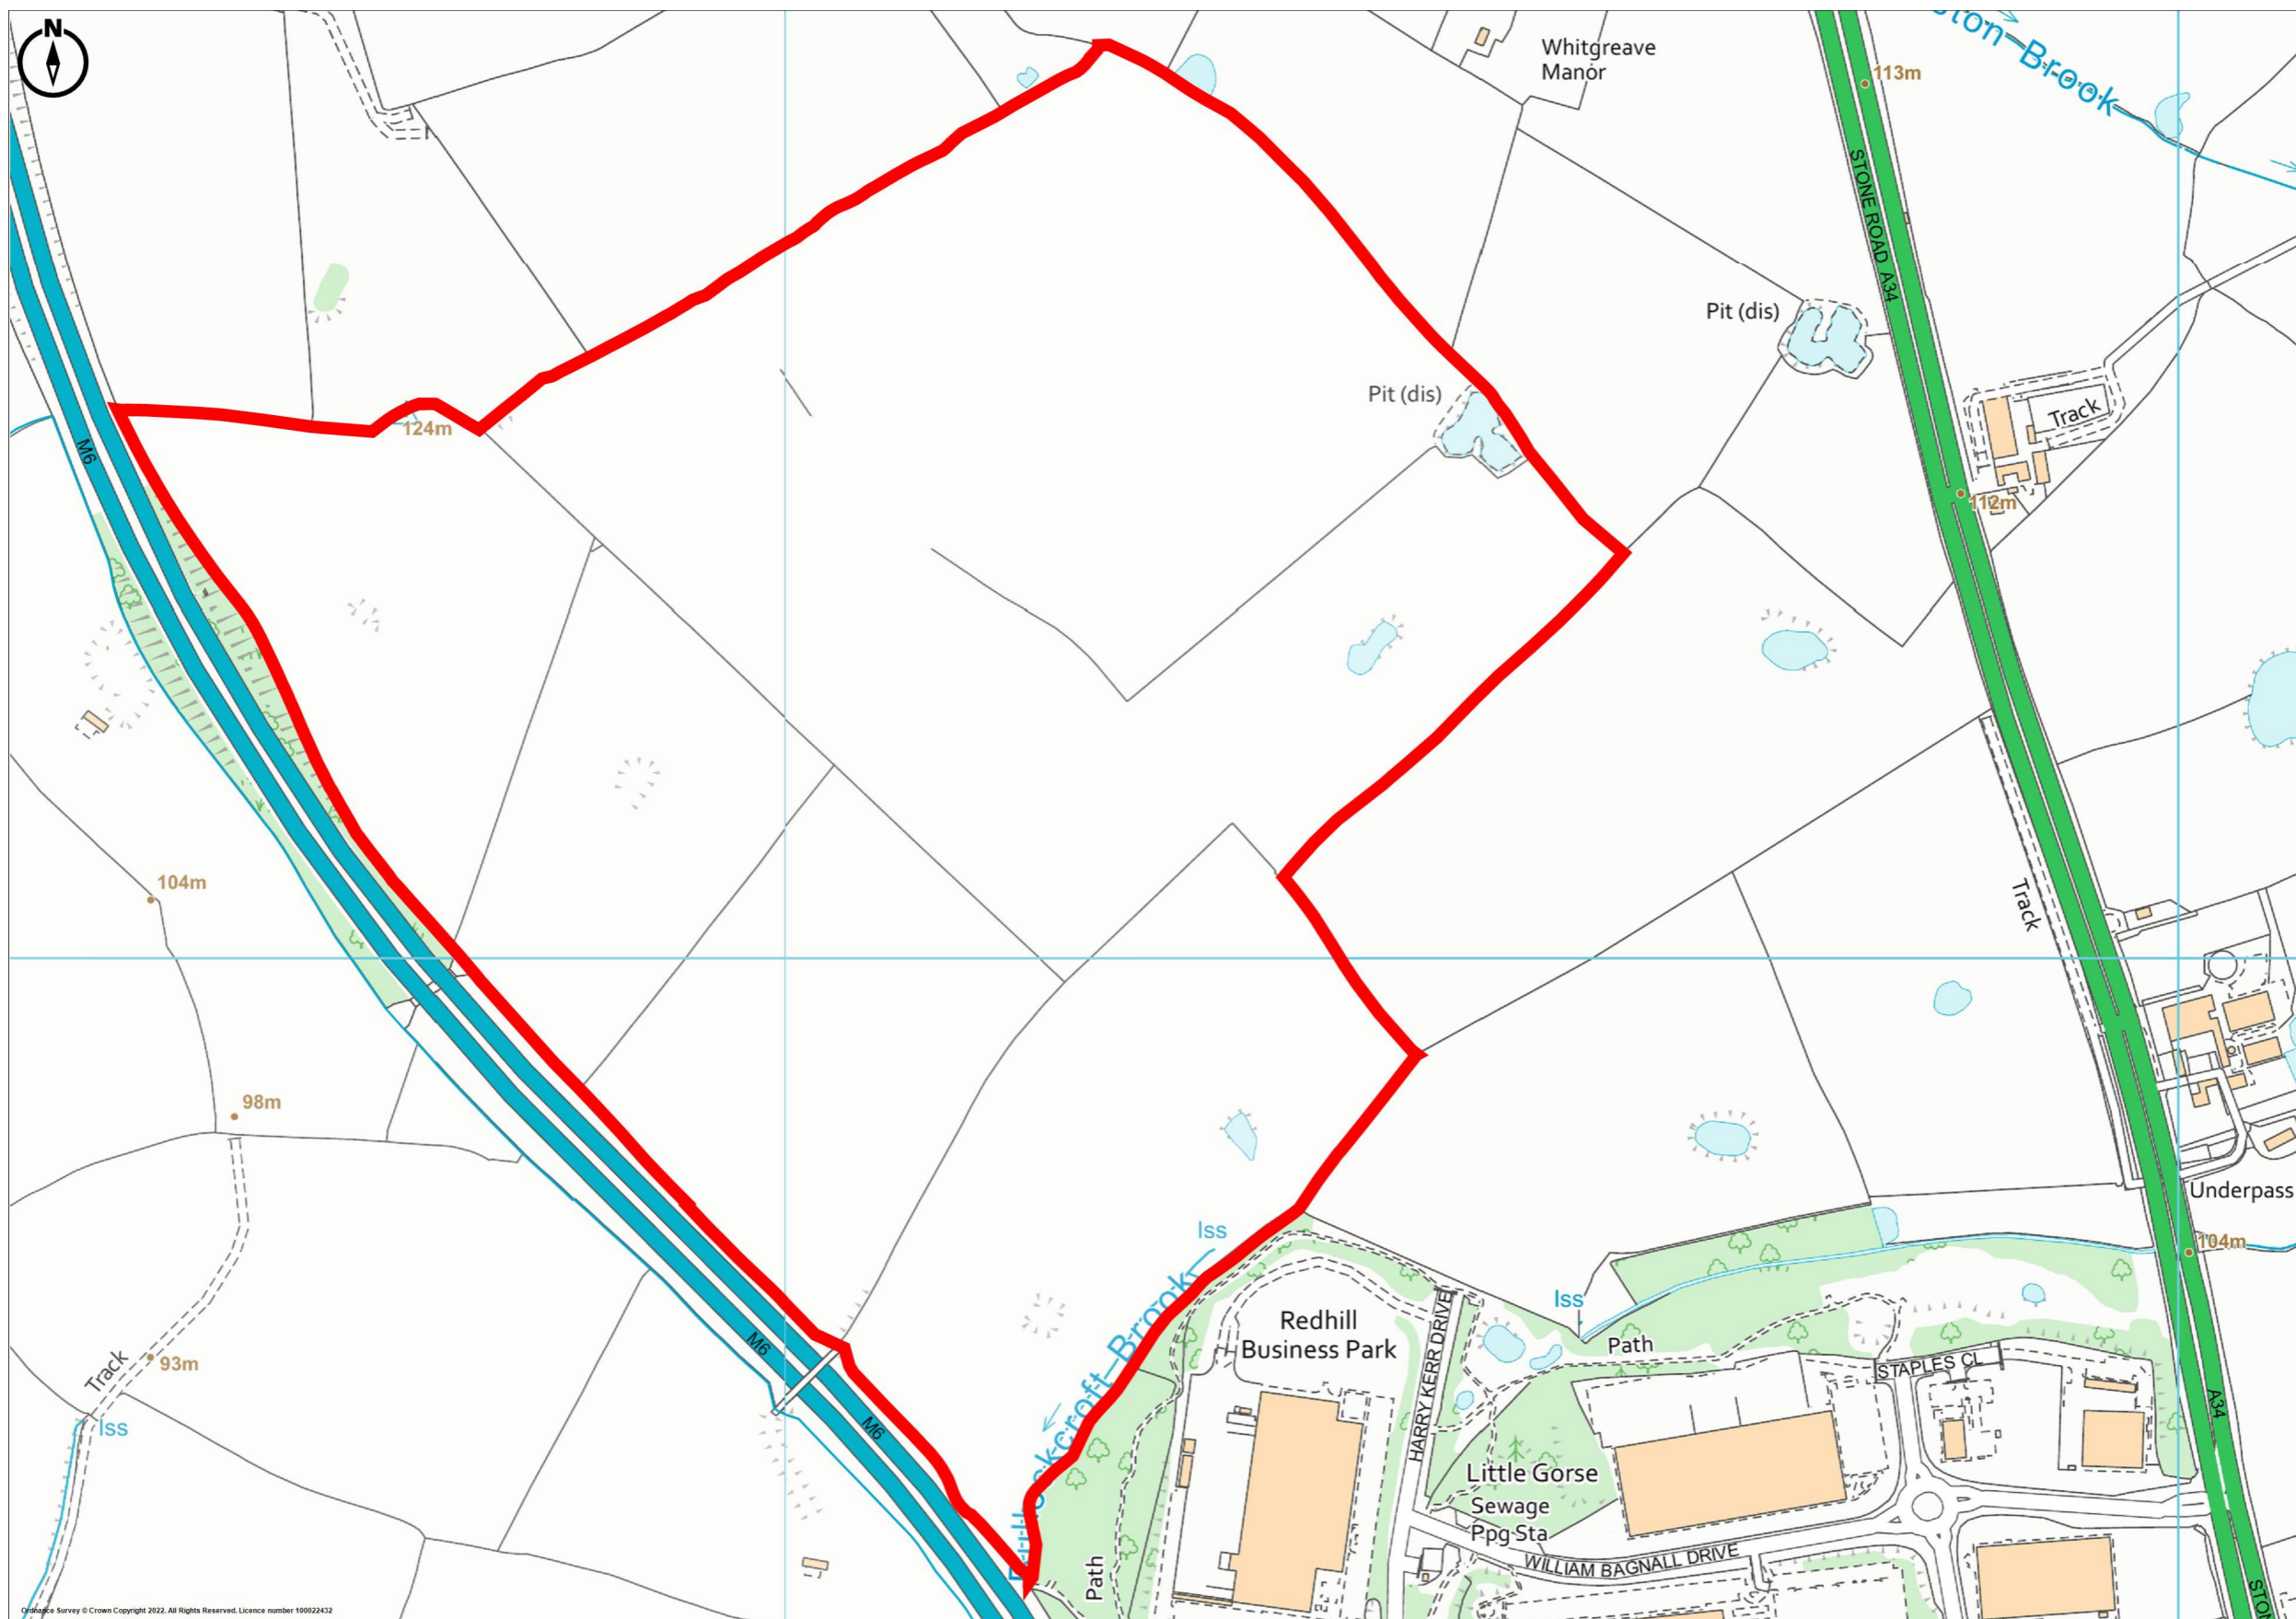 N
Whitgreave
Manor
113m
Brook
STONE ROAD A34
Pit (dis)
Pit (dis)
Track
124m
M6
112m
104m
Track
98m
Underpass
Iss
104m
Iss
Redhill
Business Park
HARRY KERR DRIVE
Path
STAPLES CL
M6
Track
93m
Iss
M6
A34
Little Gorse
Sewage
Ppg Sta
WILLIAM BAGNALL DRIVE
Path
Brook
Ordnance Survey © Crown Copyright 2022. All Rights Reserved. Licence number 100022432